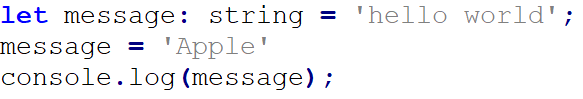 let message: string = 'hello world';
message = 'Apple'
console.log(message);